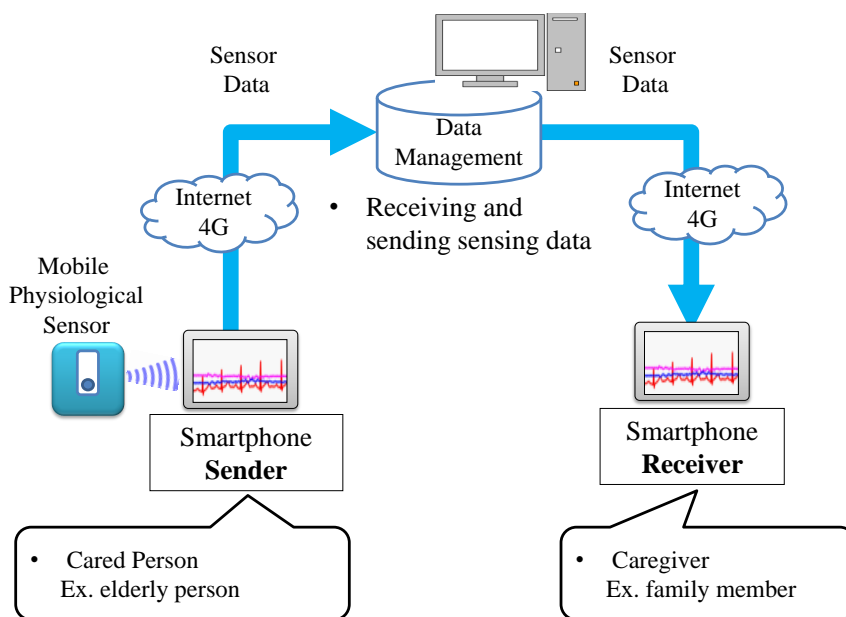 Sensor
Data
Sensor
Data
Data
Management
Internet
4G
Internet
4G
• Receiving and
sending sensing data
Mobile
Physiological
Sensor
Smartphone
Sender
Smartphone
Receiver
• Cared Person
Ex. elderly person
• Caregiver
Ex. family member